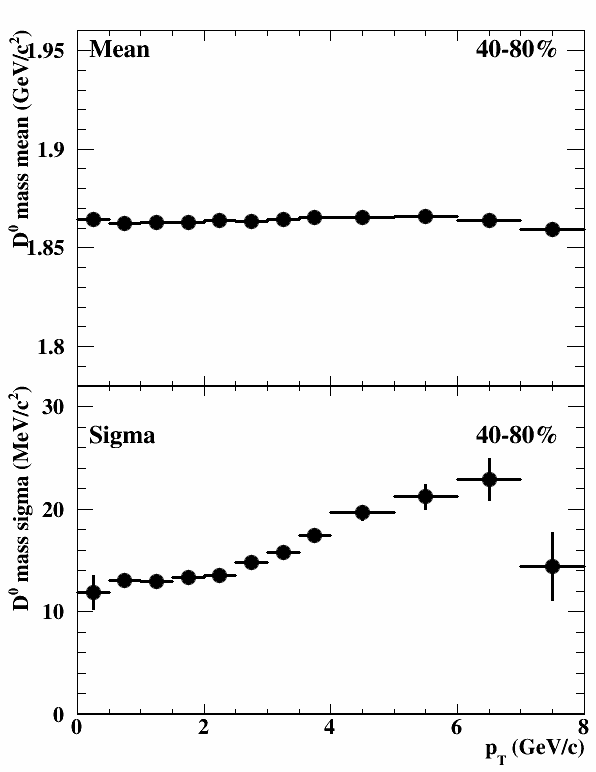 D⁰ mass mean (GeV/c²)
1.95
1.9
1.85
1.8
Mean
40-80%
D⁰ mass sigma (MeV/c²)
30
20
10
0
Sigma
40-80%
0 2 4 6 8
p_T (GeV/c)